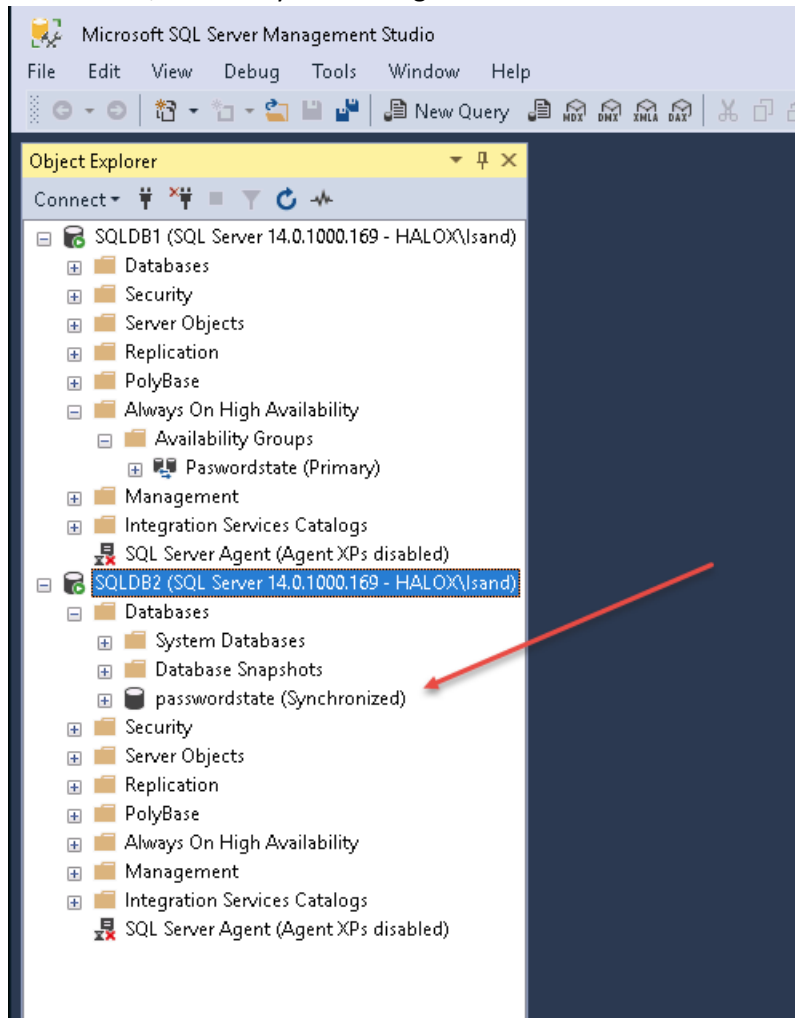 Microsoft SQL Server Management Studio
File Edit View Debug Tools Window Help
New Query MDX DMX XMLA DAX
Object Explorer
Connect
SQLDB1 (SQL Server 14.0.1000.169 - HALOX\lsand)
Databases
Security
Server Objects
Replication
PolyBase
Always On High Availability
Availability Groups
Paswordstate (Primary)
Management
Integration Services Catalogs
SQL Server Agent (Agent XPs disabled)
SQLDB2 (SQL Server 14.0.1000.169 - HALOX\lsand)
Databases
System Databases
Database Snapshots
passwordstate (Synchronized)
Security
Server Objects
Replication
PolyBase
Always On High Availability
Management
Integration Services Catalogs
SQL Server Agent (Agent XPs disabled)